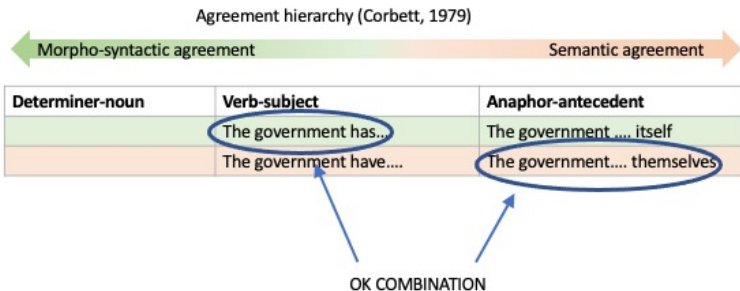 Agreement hierarchy (Corbett, 1979)
Morpho-syntactic agreement Semantic agreement
Determiner-noun Verb-subject Anaphor-antecedent
The government has... The government .... itself
The government have.... The government.... themselves
OK COMBINATION